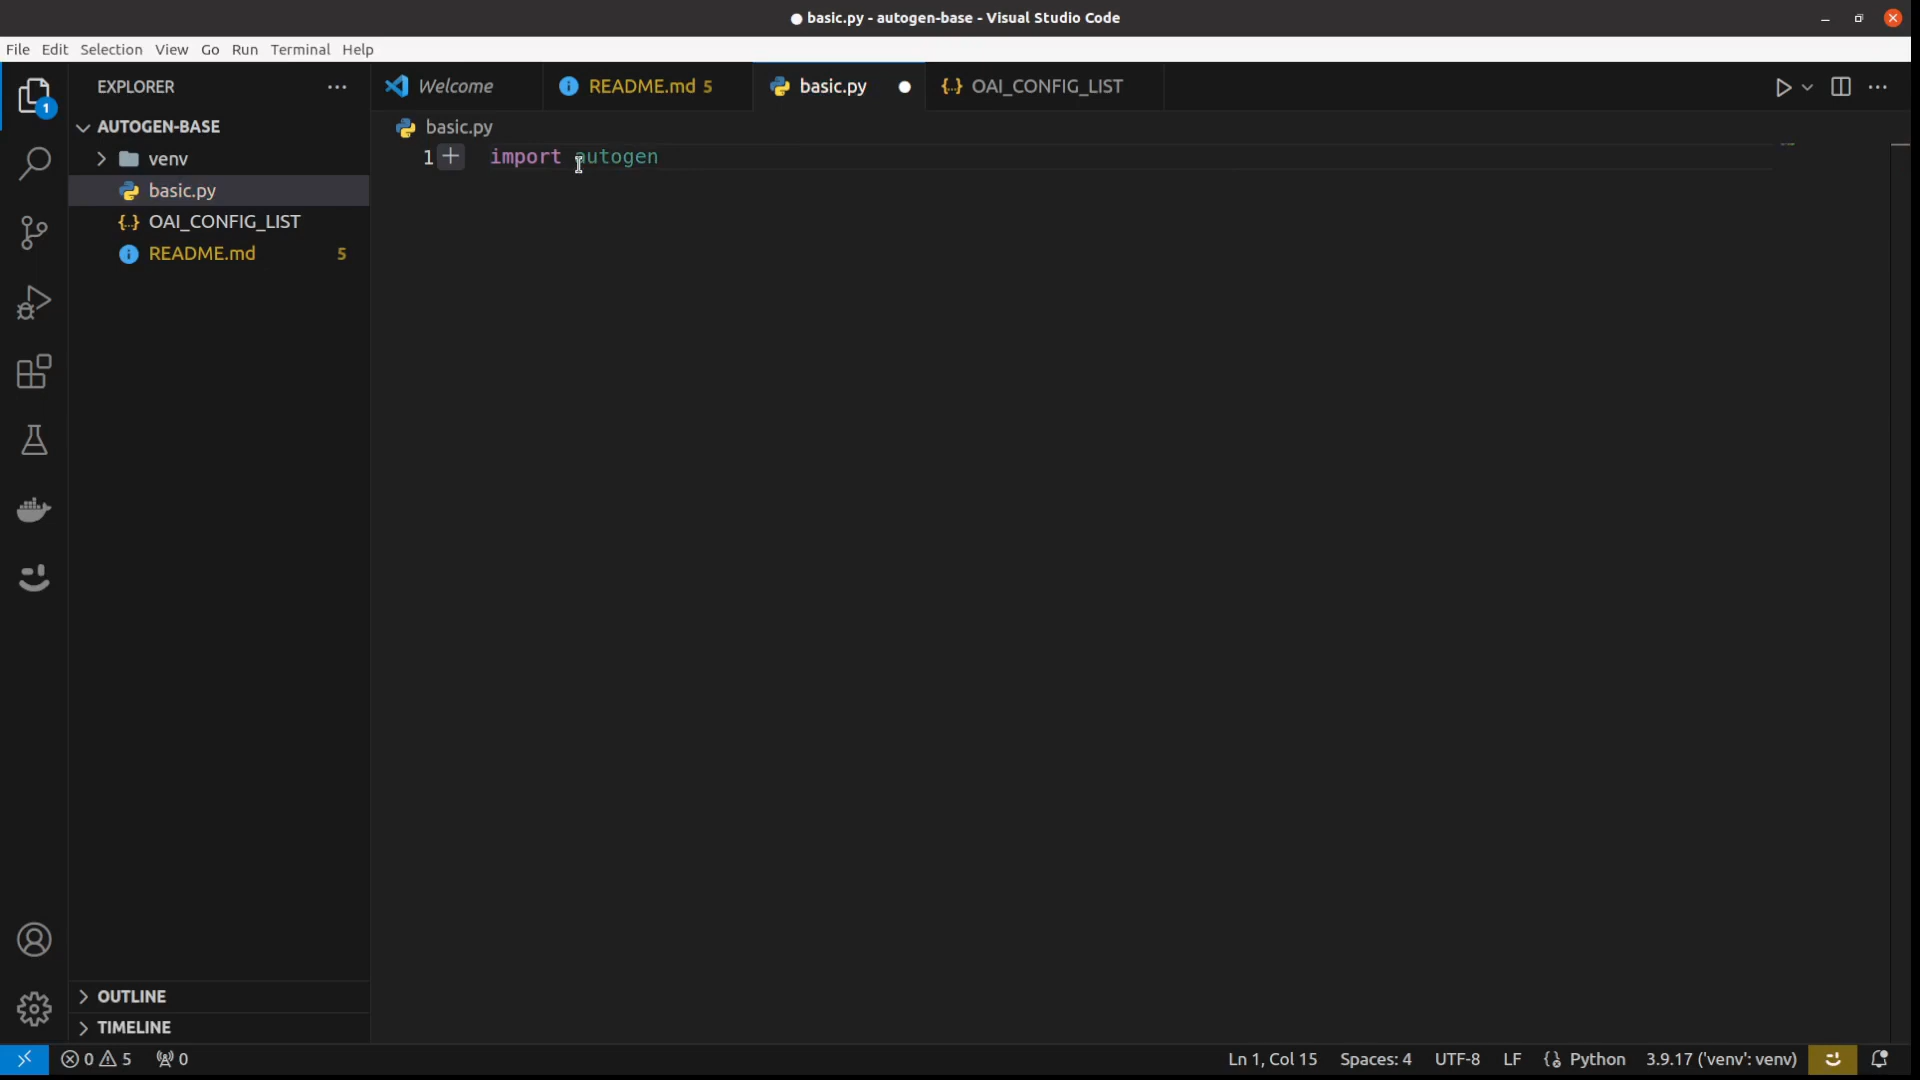 ● basic.py - autogen-base - Visual Studio Code
File Edit Selection View Go Run Terminal Help
EXPLORER
Welcome
README.md 5
basic.py
OAI_CONFIG_LIST
AUTOGEN-BASE
venv
basic.py
OAI_CONFIG_LIST
README.md 5
basic.py
1 import autogen
1
OUTLINE
TIMELINE
0 5 0
Ln 1, Col 15 Spaces: 4 UTF-8 LF Python 3.9.17 ('venv': venv)